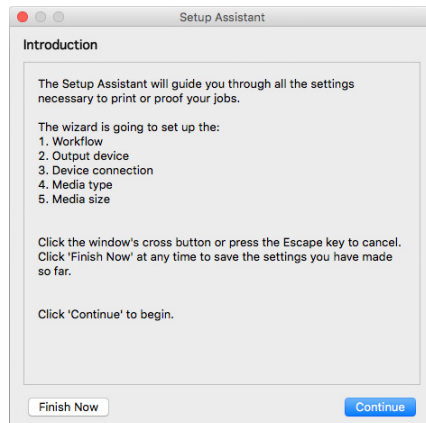 Setup Assistant
Introduction
The Setup Assistant will guide you through all the settings
necessary to print or proof your jobs.
The wizard is going to set up the:
1. Workflow
2. Output device
3. Device connection
4. Media type
5. Media size
Click the window's cross button or press the Escape key to cancel.
Click 'Finish Now' at any time to save the settings you have made
so far.
Click 'Continue' to begin.
Finish Now
Continue